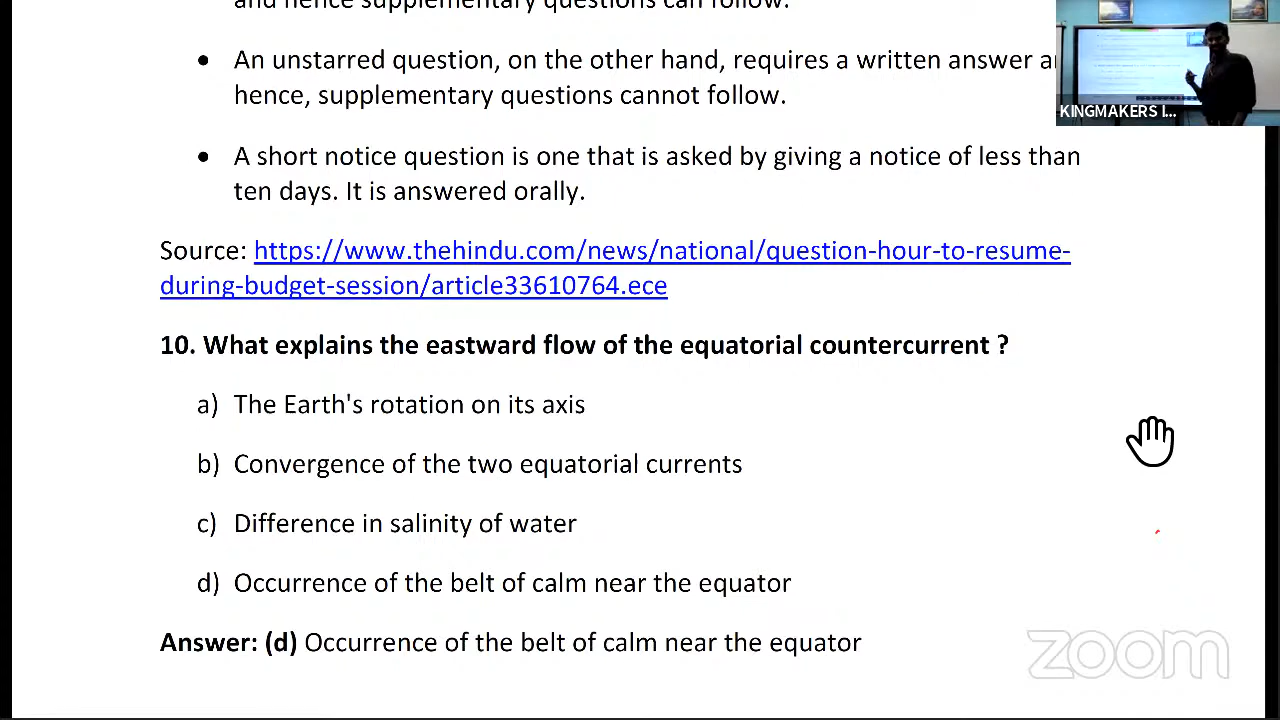 and hence supplementary questions can follow.
• An unstarred question, on the other hand, requires a written answer
hence, supplementary questions cannot follow.
KINGMAKERS I...
• A short notice question is one that is asked by giving a notice of less than
ten days. It is answered orally.
Source: https://www.thehindu.com/news/national/question-hour-to-resume-
during-budget-session/article33610764.ece
10. What explains the eastward flow of the equatorial countercurrent ?
a) The Earth's rotation on its axis
b) Convergence of the two equatorial currents
c) Difference in salinity of water
d) Occurrence of the belt of calm near the equator
Answer: (d) Occurrence of the belt of calm near the equator
zoom